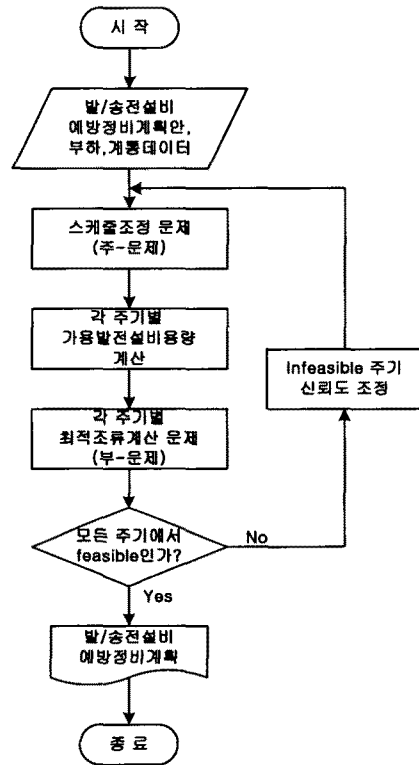 시 작
발/송전설비
예방정비계획안,
부하,계통데이터
스케줄조정 문제
(주-문제)
각 주기별
가용발전설비용량
계산
Infeasible 주기
신뢰도 조정
각 주기별
최적조류계산 문제
(부-문제)
모든 주기에서
feasible인가?
No
Yes
발/송전설비
예방정비계획
종 료